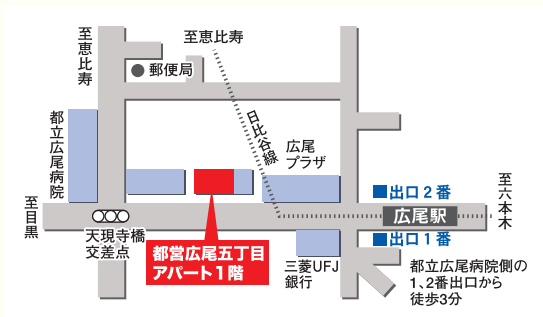 至恵比寿
至恵比寿
郵便局
都立広尾病院
日比谷線
広尾
プラザ
至六本木
出口2番
至目黒
広尾駅
天現寺橋
交差点
出口1番
都営広尾五丁目
アパート1階
三菱UFJ
銀行
都立広尾病院側の
1、2番出口から
徒歩3分